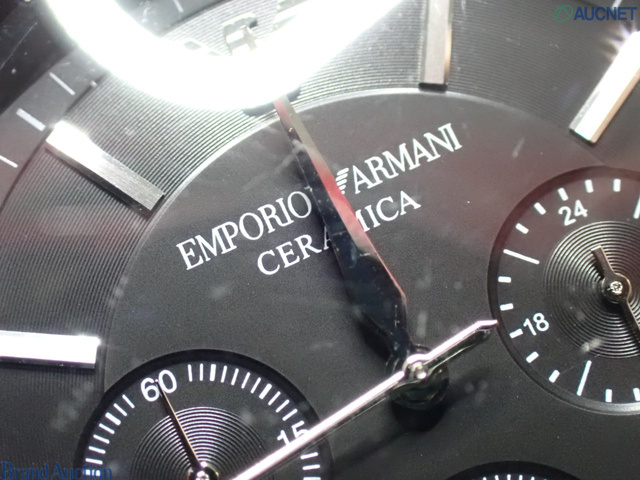 AUCNET
EMPORIO ARMANI
CERAMICA
24
18
60
15
Brand Auction